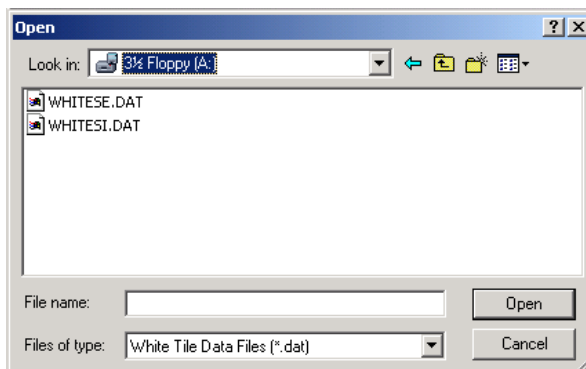 Open
Look in: 3½ Floppy (A:)
WHITESE.DAT
WHITESI.DAT
File name: Open
Files of type: White Tile Data Files (*.dat) Cancel